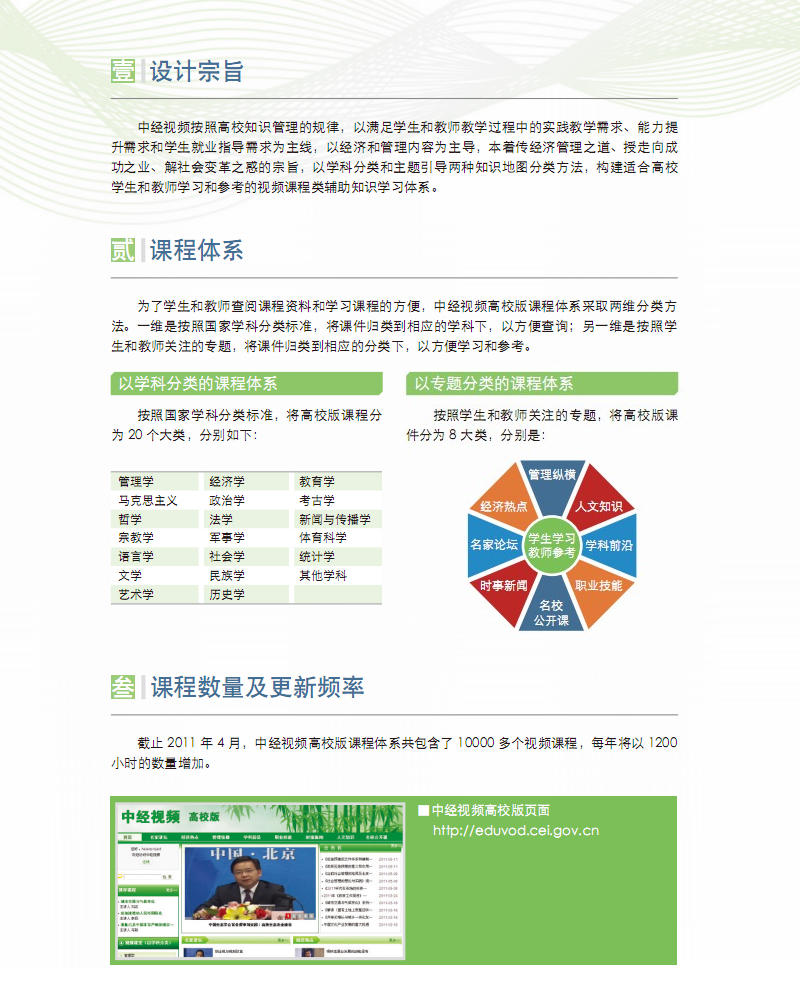 壹 设计宗旨
中经视频按照高校知识管理的规律，以满足学生和教师教学过程中的实践教学需求、能力提
升需求和学生就业指导需求为主线，以经济和管理内容为主导，本着传经济管理之道、授走向成
功之业、解社会变革之惑的宗旨，以学科分类和主题引导两种知识地图分类方法，构建适合高校
学生和教师学习和参考的视频课程类辅助知识学习体系。
贰 课程体系
为了学生和教师查阅课程资料和学习课程的方便，中经视频高校版课程体系采取两维分类方
法。一维是按照国家学科分类标准，将课件归类到相应的学科下，以方便查询；另一维是按照学
生和教师关注的专题，将课件归类到相应的分类下，以方便学习和参考。
以学科分类的课程体系
按照国家学科分类标准，将高校版课程分
为 20 个大类，分别如下：
管理学 经济学 教育学
马克思主义 政治学 考古学
哲学 法学 新闻与传播学
宗教学 军事学 体育科学
语言学 社会学 统计学
文学 民族学 其他学科
艺术学 历史学
以专题分类的课程体系
按照学生和教师关注的专题，将高校版课
件分为 8 大类，分别是：
管理纵横
经济热点
人文知识
名家论坛
学生学习
教师参考
学科前沿
时事新闻
职业技能
名校
公开课
叁 课程数量及更新频率
截止 2011 年 4 月，中经视频高校版课程体系共包含了 10000 多个视频课程，每年将以 1200
小时的数量增加。
中经视频 高校版
中国·北京
■中经视频高校版页面
http://eduvod.cei.gov.cn